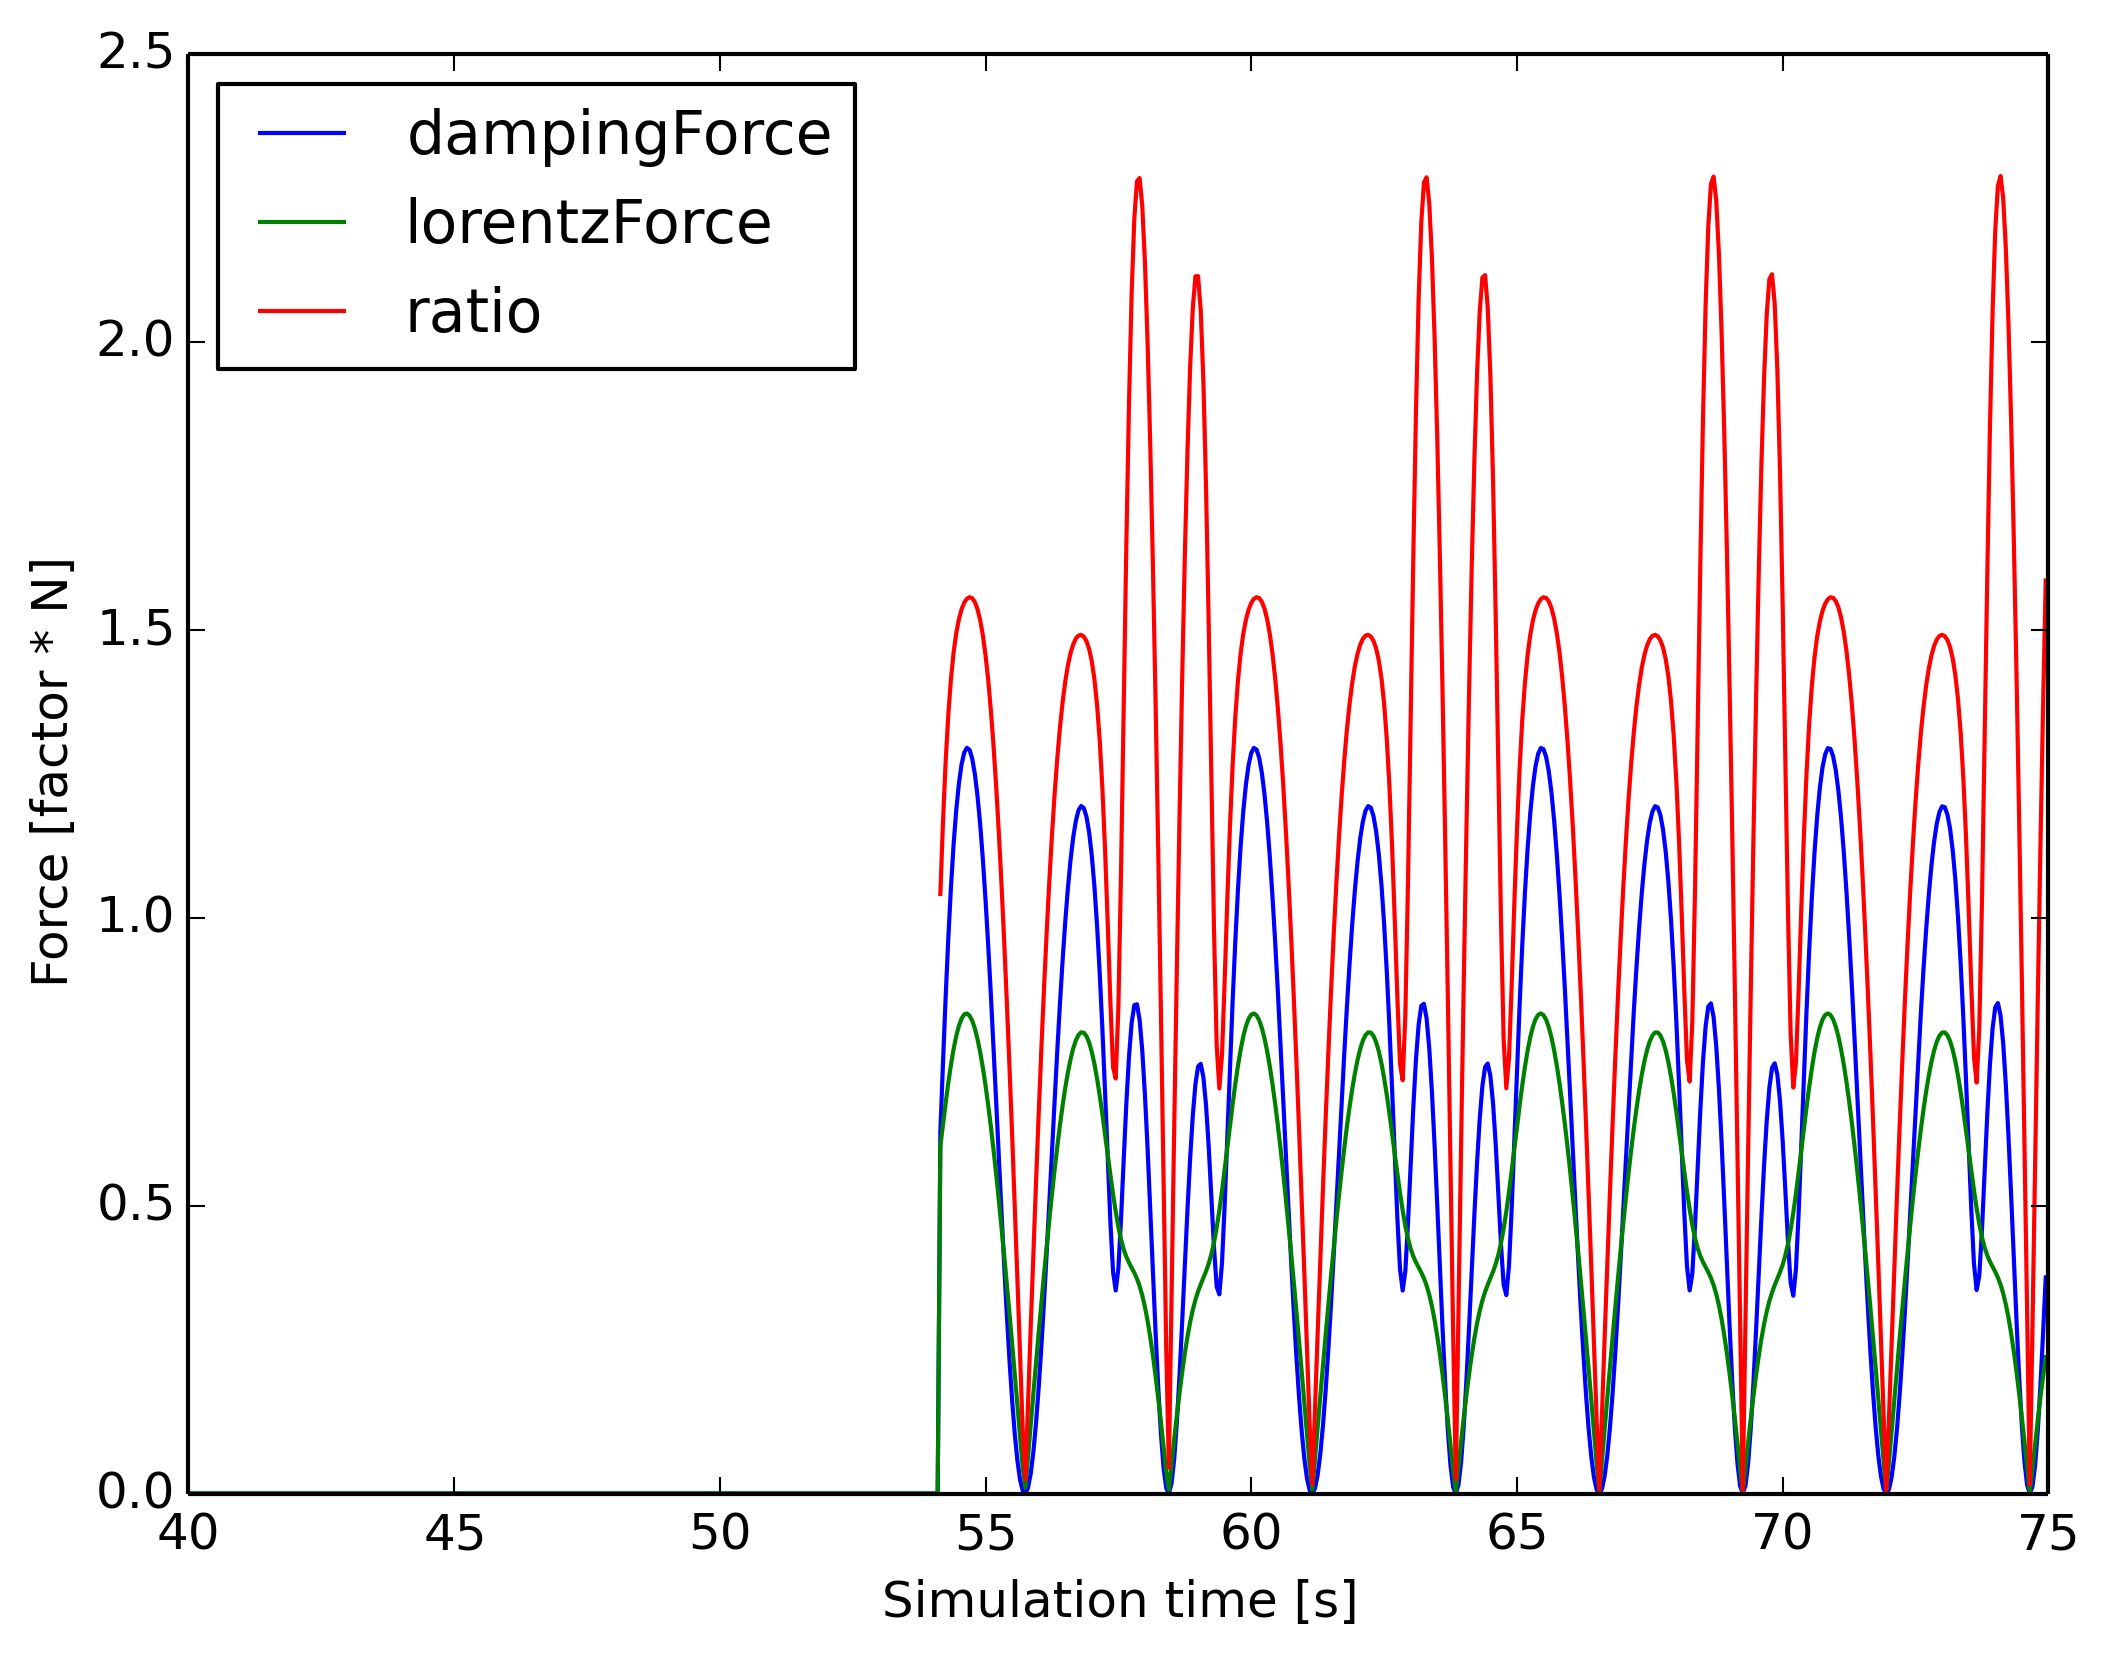 dampingForce
lorentzForce
ratio
2.5
2.0
1.5
1.0
0.5
0.0
Force [factor * N]
40 45 50 55 60 65 70 75
Simulation time [s]